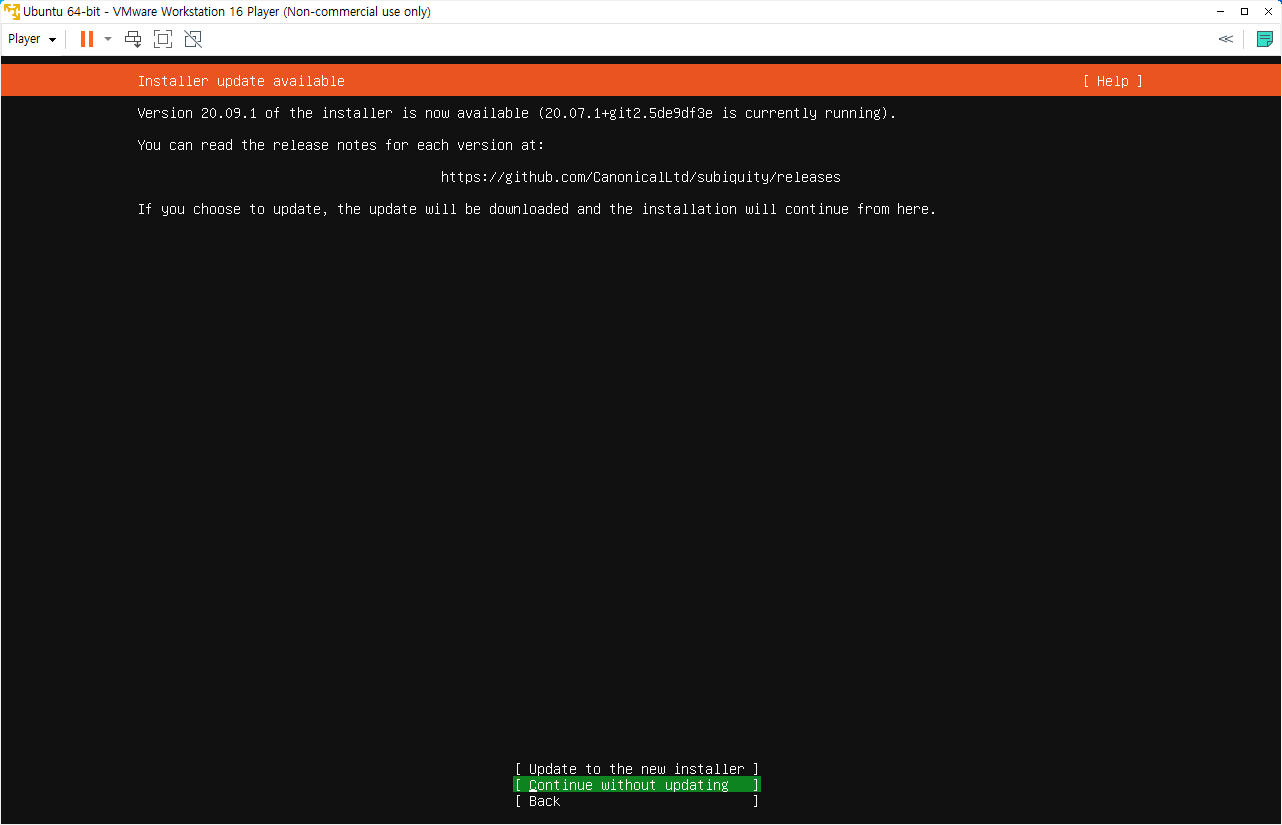 Ubuntu 64-bit - VMware Workstation 16 Player (Non-commercial use only)
Player
Installer update available [ Help ]
Version 20.09.1 of the installer is now available (20.07.1+git2.5de9df3e is currently running).
You can read the release notes for each version at:
https://github.com/CanonicalLtd/subiquity/releases
If you choose to update, the update will be downloaded and the installation will continue from here.
[ Update to the new installer ]
[ Continue without updating ]
[ Back ]